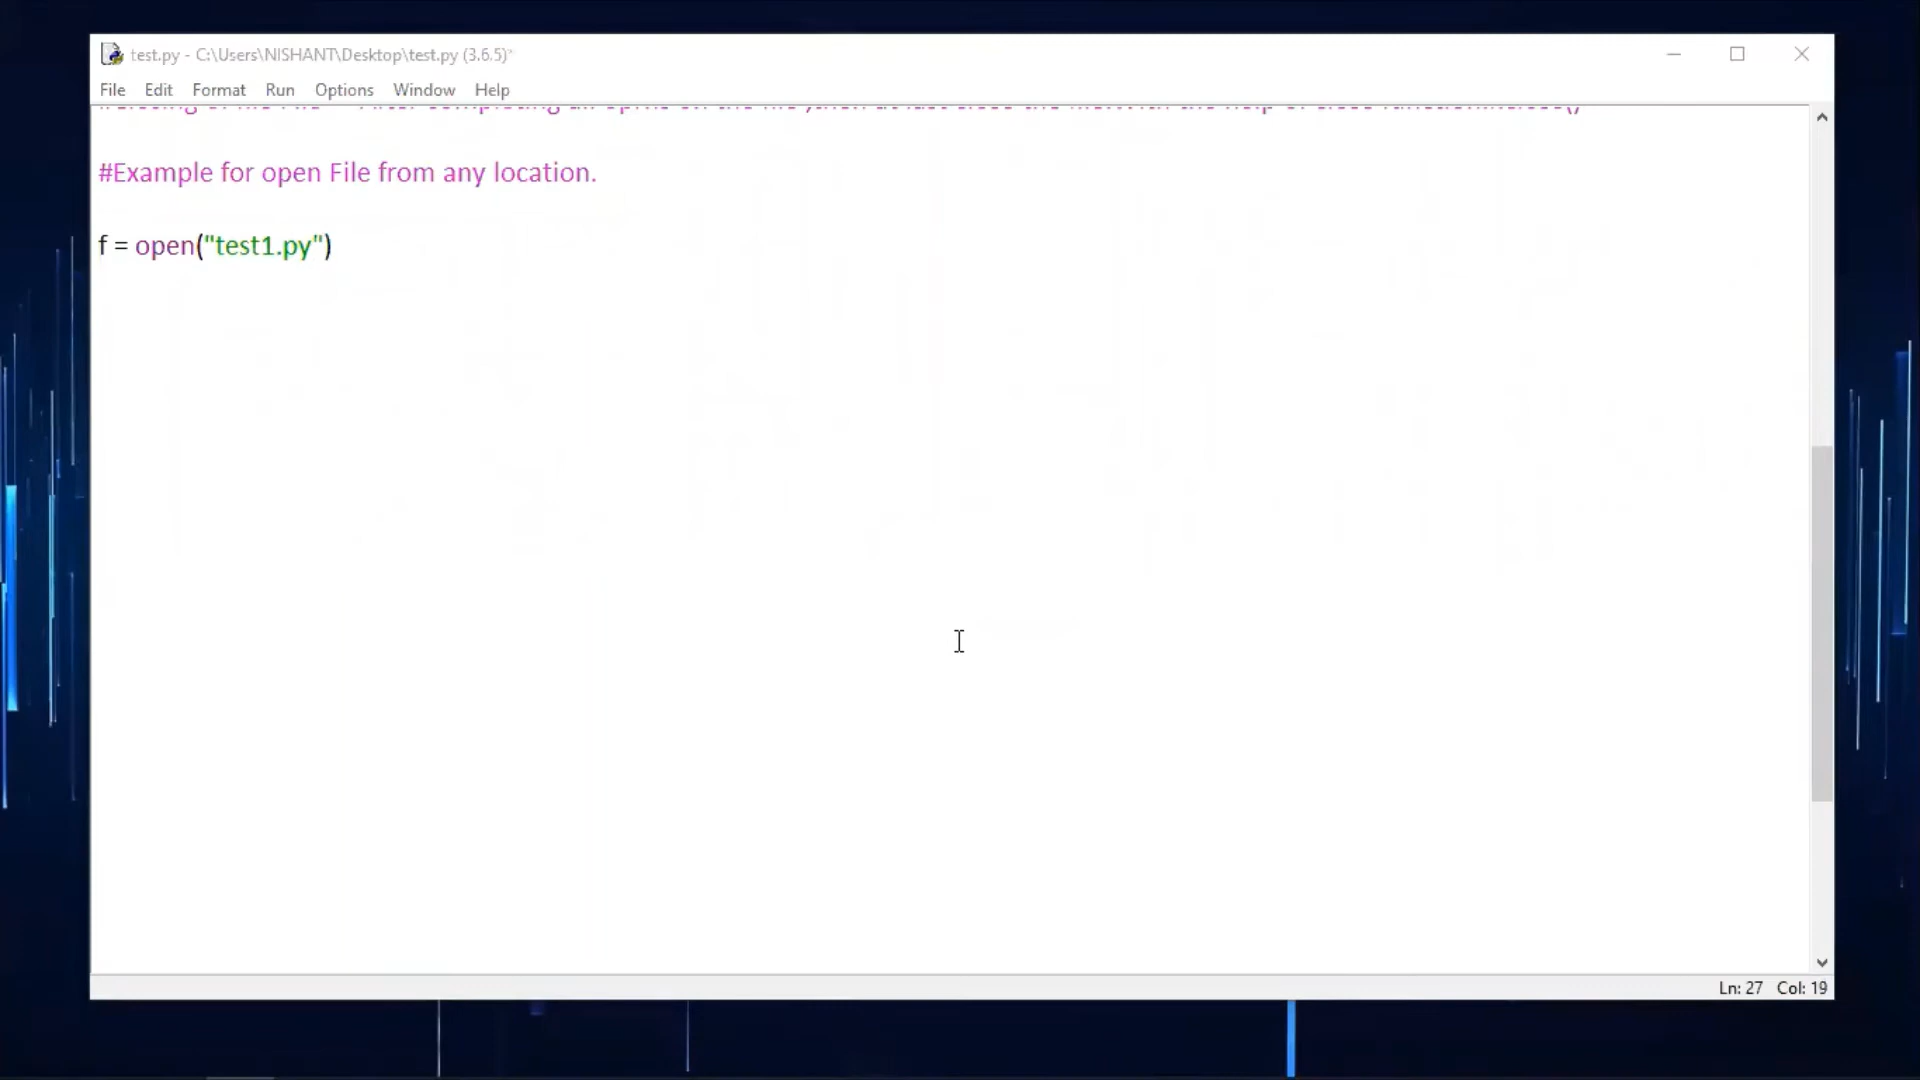 test.py - C:\Users\NISHANT\Desktop\test.py (3.6.5)*
File Edit Format Run Options Window Help
#Example for open File from any location.
f = open("test1.py")
Ln: 27 Col: 19